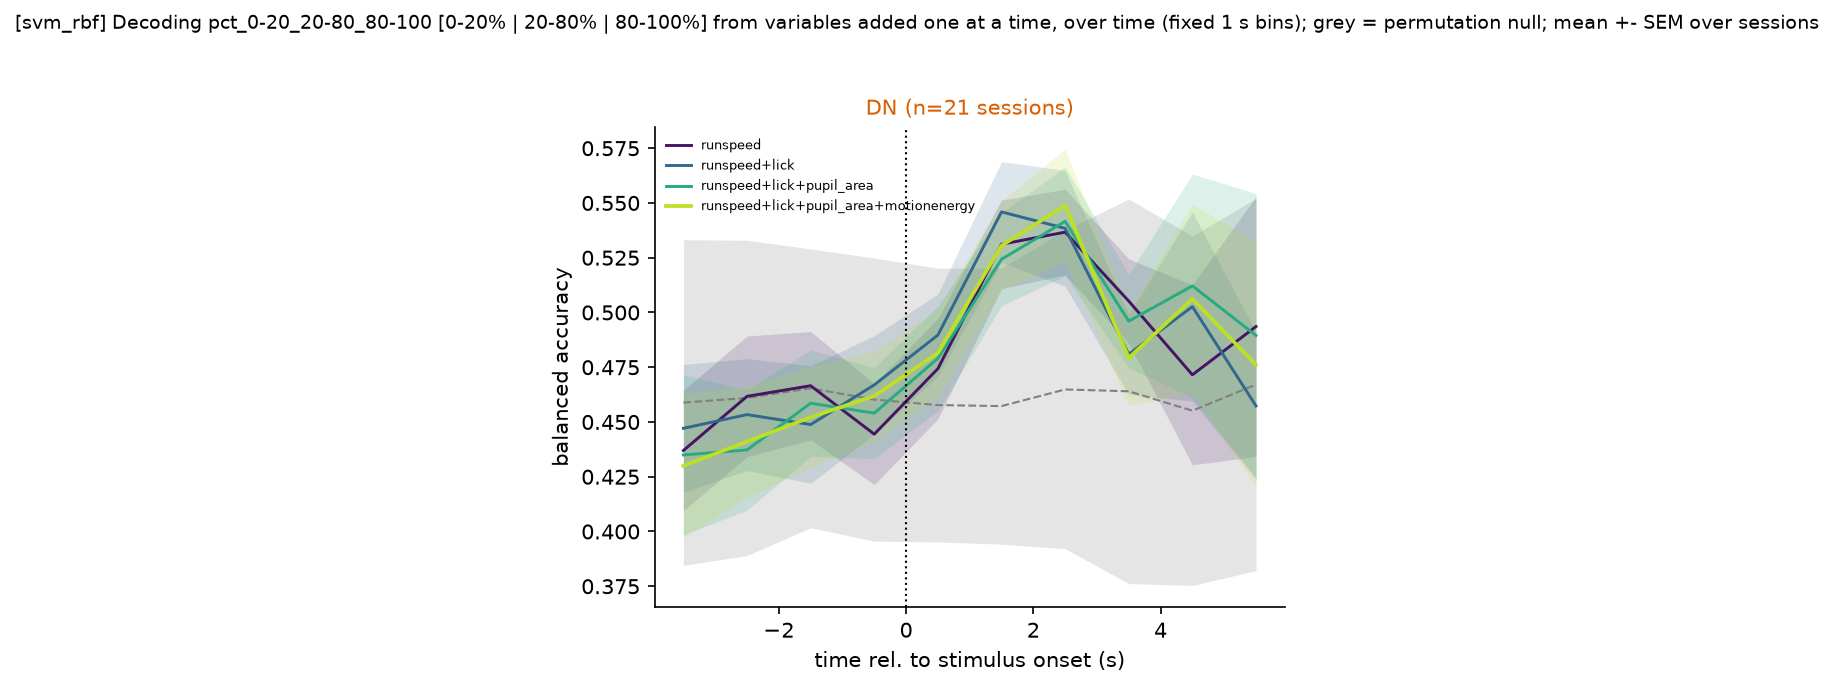 [svm_rbf] Decoding pct_0-20_20-80_80-100 [0-20% | 20-80% | 80-100%] from variables added one at a time, over time (fixed 1 s bins); grey = permutation null; mean +- SEM over sessions
DN (n=21 sessions)
runspeed
runspeed+lick
runspeed+lick+pupil_area
runspeed+lick+pupil_area+motionenergy
balanced accuracy
0.575
0.550
0.525
0.500
0.475
0.450
0.425
0.400
0.375
−2
0
2
4
time rel. to stimulus onset (s)